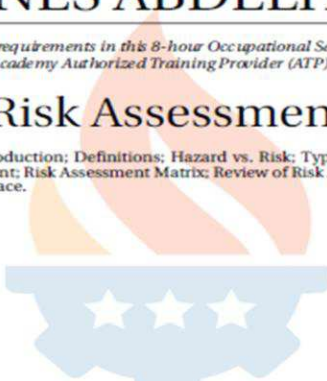 NES ABDELH
requirements in this 8-hour Occupational Sa
cademy Authorized Training Provider (ATP)
Risk Assessmen
oduction; Definitions; Hazard vs. Risk; Typ
nt; Risk Assessment Matrix; Review of Risk
ace.